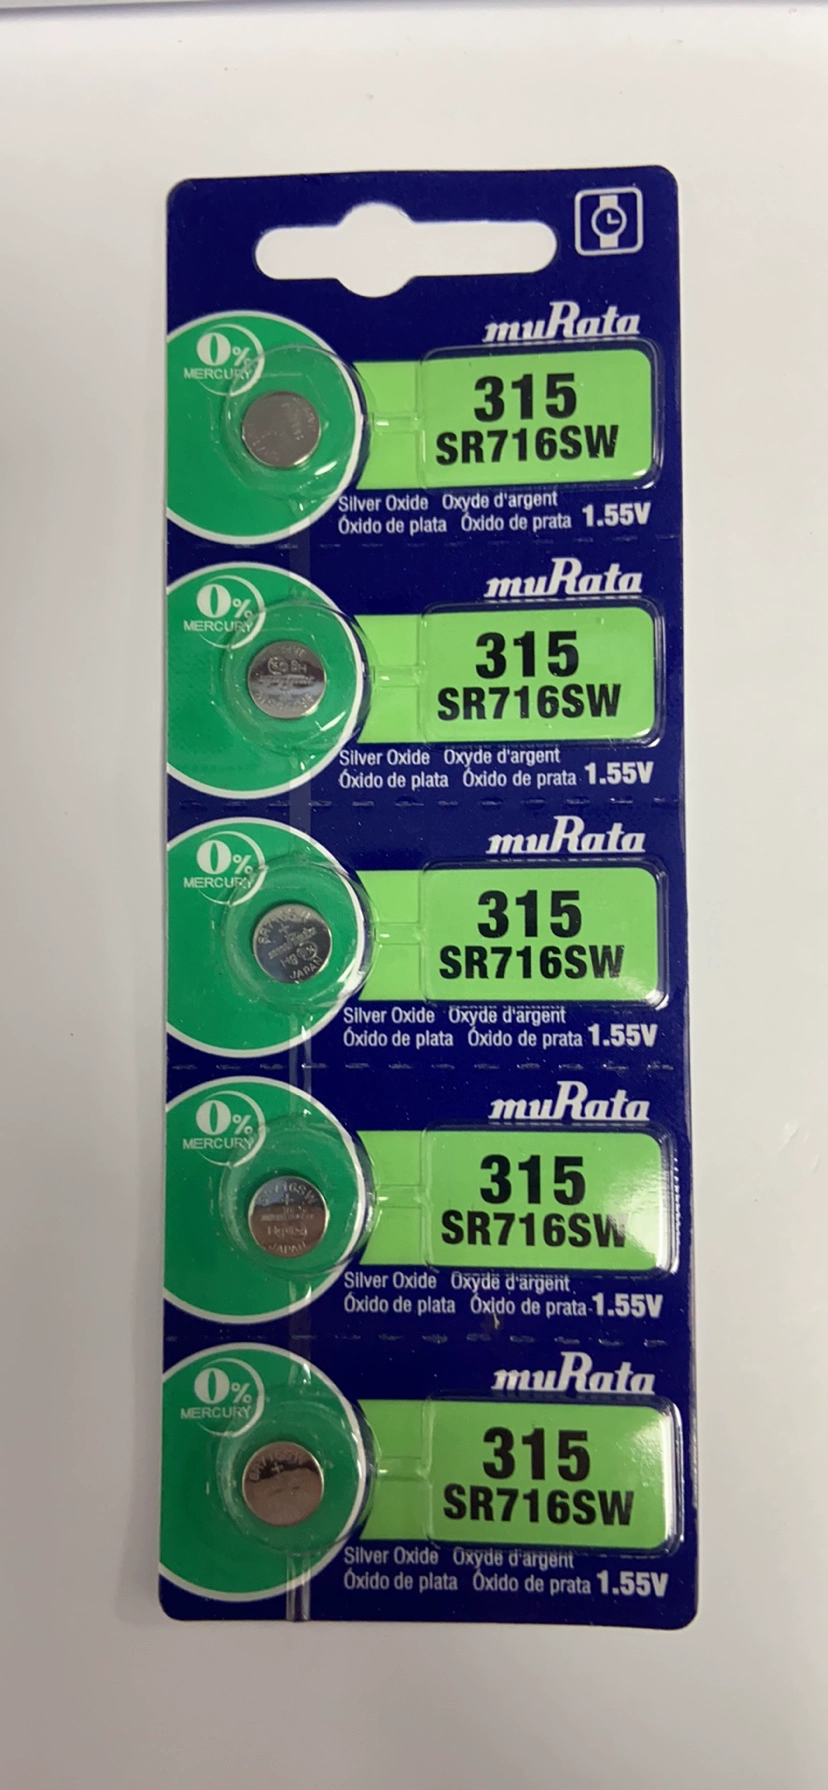 muRata
0%
MERCURY
315
SR716SW
Silver Oxide Oxyde d'argent
Óxido de plata Óxido de prata 1.55V
muRata
0%
MERCURY
315
SR716SW
Silver Oxide Oxyde d'argent
Óxido de plata Óxido de prata 1.55V
muRata
0%
MERCURY
315
SR716SW
JAPAN
Silver Oxide Oxyde d'argent
Óxido de plata Óxido de prata 1.55V
muRata
0%
MERCURY
315
SR716SW
JAPAN
Silver Oxide Oxyde d'argent
Óxido de plata Óxido de prata 1.55V
muRata
0%
MERCURY
315
SR716SW
Silver Oxide Oxyde d'argent
Óxido de plata Óxido de prata 1.55V